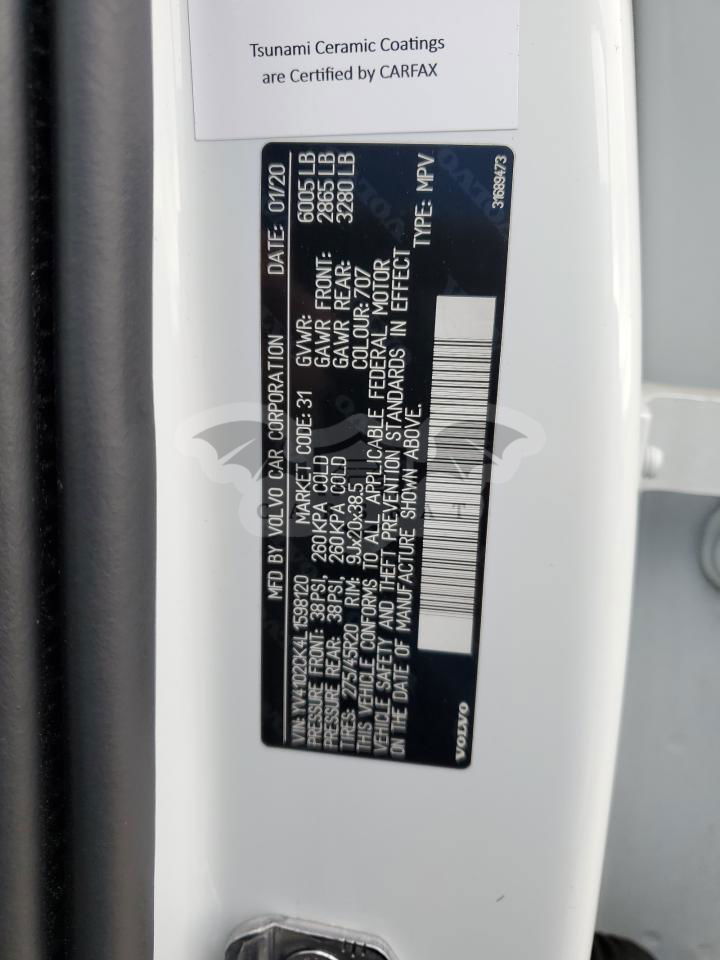 Tsunami Ceramic Coatings
are Certified by CARFAX
MFD BY VOLVO CAR CORPORATION DATE: 01/20
VIN: YV4102CK4L1598120 MARKET CODE: 31 GVWR: 6005 LB
PRESSURE FRONT: 38PSI, 260KPA COLD GAWR FRONT: 2865 LB
PRESSURE REAR: 38PSI, 260KPA COLD GAWR REAR: 3280 LB
TIRES: 275/45R20 RIM: 9Jx20x38.5 COLOUR: 707
THIS VEHICLE CONFORMS TO ALL APPLICABLE FEDERAL MOTOR
VEHICLE SAFETY AND THEFT PREVENTION STANDARDS IN EFFECT
ON THE DATE OF MANUFACTURE SHOWN ABOVE.
TYPE: MPV
VOLVO
31689473